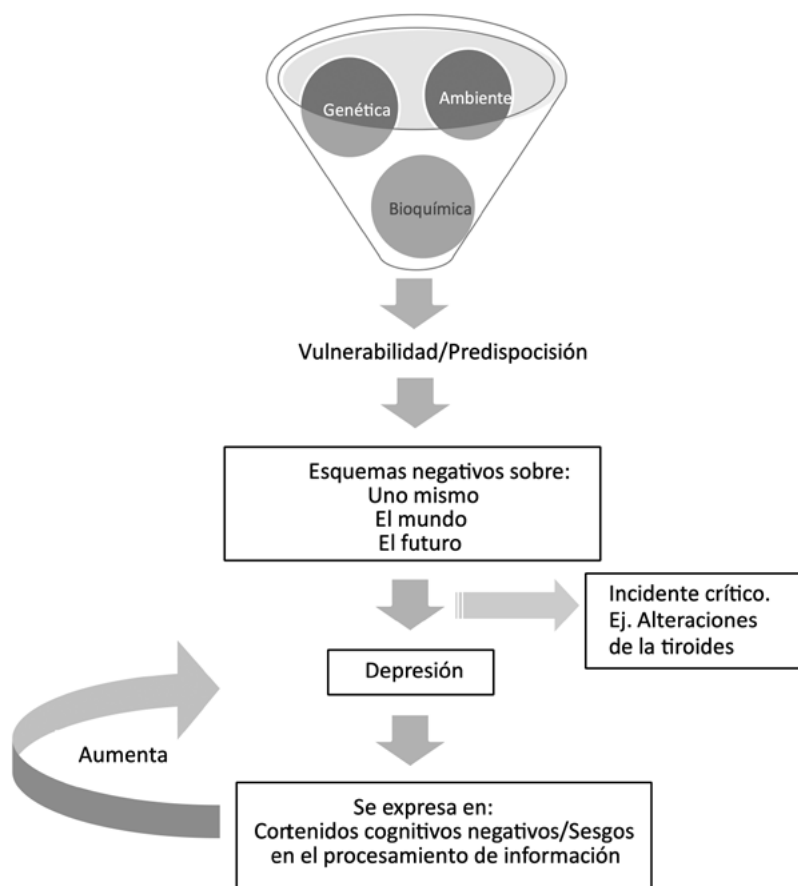 Genética
Ambiente
Bioquímica
Vulnerabilidad/Predispocisión
Esquemas negativos sobre:
Uno mismo
El mundo
El futuro
Incidente crítico.
Ej. Alteraciones
de la tiroides
Depresión
Aumenta
Se expresa en:
Contenidos cognitivos negativos/Sesgos
en el procesamiento de información